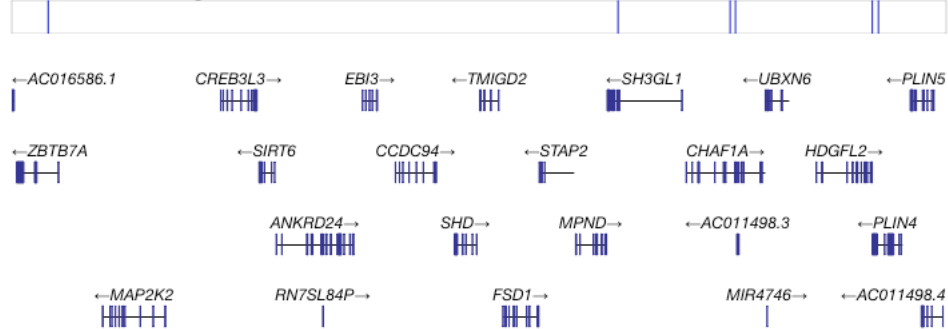 ←AC016586.1 CREB3L3→ EBI3→ ←TMIGD2 ←SH3GL1 ←UBXN6 ←PLIN5
←ZBTB7A ←SIRT6 CCDC94→ ←STAP2 CHAF1A→ HDGFL2→
ANKRD24→ SHD→ MPND→ ←AC011498.3 ←PLIN4
←MAP2K2 RN7SL84P→ FSD1→ MIR4746→ ←AC011498.4